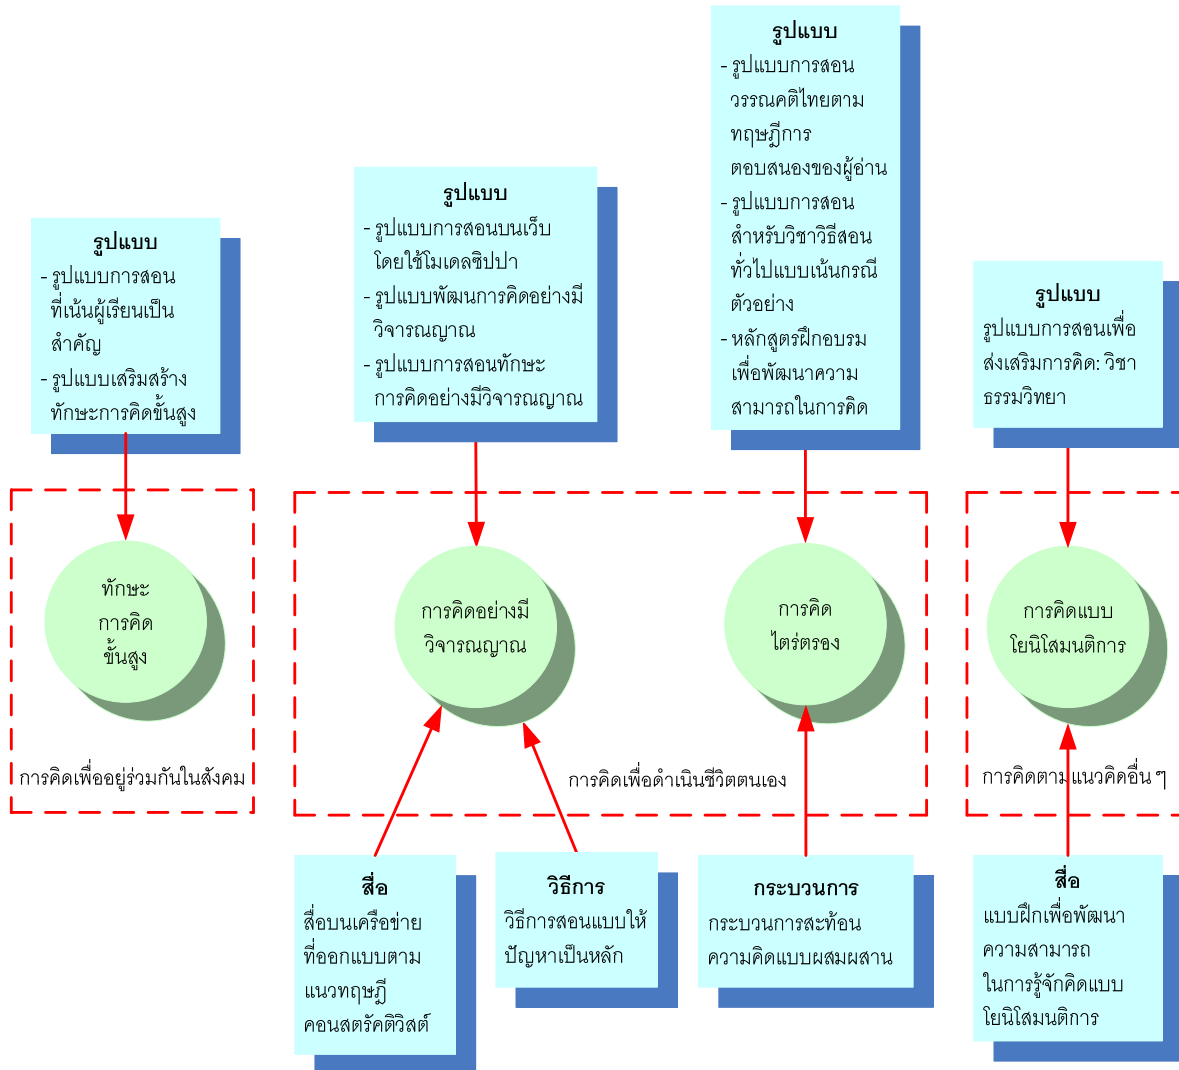 รูปแบบ
- รูปแบบการสอน
ที่เน้นผู้เรียนเป็น
สำคัญ
- รูปแบบเสริมสร้าง
ทักษะการคิดขั้นสูง
รูปแบบ
- รูปแบบการสอนบนเว็บ
โดยใช้โมเดลซิปปา
- รูปแบบพัฒนการคิดอย่างมี
วิจารณญาณ
- รูปแบบการสอนทักษะ
การคิดอย่างมีวิจารณญาณ
รูปแบบ
- รูปแบบการสอน
วรรณคติไทยตาม
ทฤษฎีการ
ตอบสนองของผู้อ่าน
- รูปแบบการสอน
สำหรับวิชาวิธีสอน
ทั่วไปแบบเน้นกรณี
ตัวอย่าง
- หลักสูตรฝึกอบรม
เพื่อพัฒนาความ
สามารถในการคิด
รูปแบบ
รูปแบบการสอนเพื่อ
ส่งเสริมการคิด: วิชา
ธรรมวิทยา
ทักษะ
การคิด
ขั้นสูง
การคิดอย่างมี
วิจารณญาณ
การคิด
ไตร่ตรอง
การคิดแบบ
โยนิโสมนติการ
การคิดเพื่ออยู่ร่วมกันในสังคม
การคิดเพื่อดำเนินชีวิตตนเอง
การคิดตามแนวคิดอื่น ๆ
สื่อ
สื่อบนเครือข่าย
ที่ออกแบบตาม
แนวทฤษฎี
คอนสตรัคติวิสต์
วิธีการ
วิธีการสอนแบบให้
ปัญหาเป็นหลัก
กระบวนการ
กระบวนการสะท้อน
ความคิดแบบผสมผสาน
สื่อ
แบบฝึกเพื่อพัฒนา
ความสามารถ
ในการรู้จักคิดแบบ
โยนิโสมนติการ